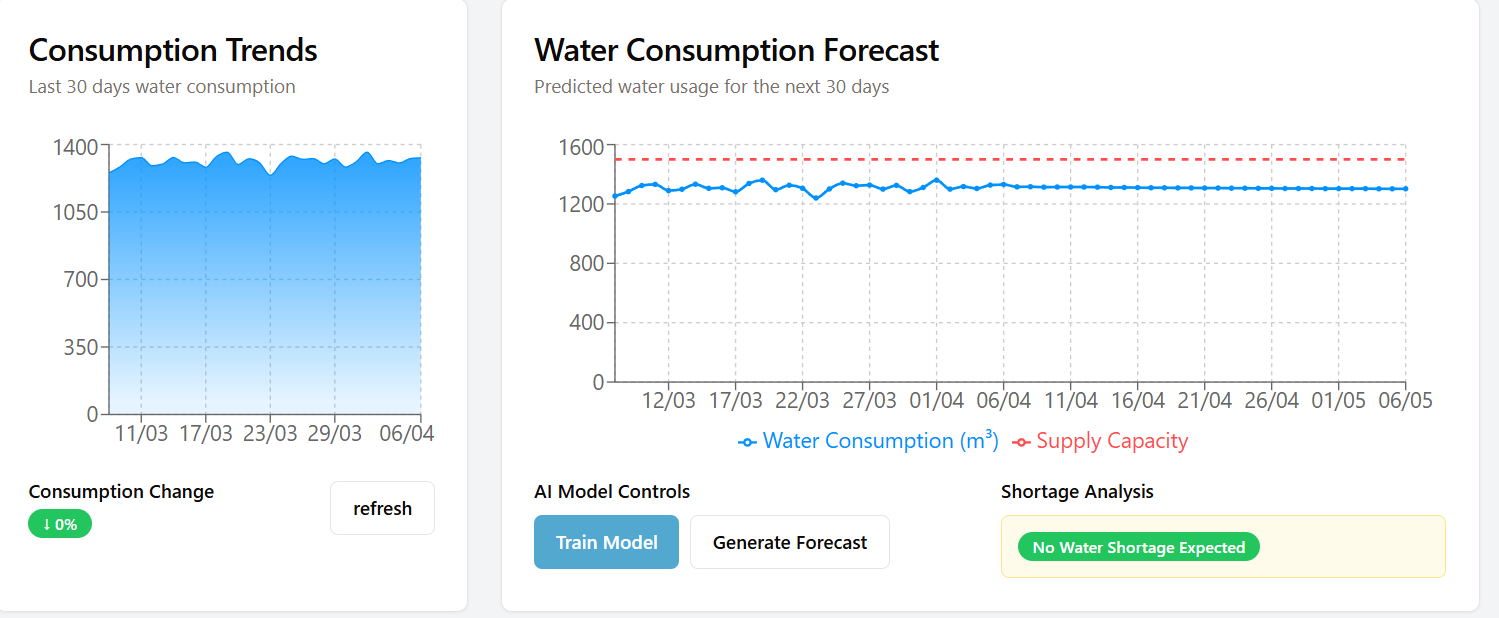 Consumption Trends
Last 30 days water consumption
1400
1050
700
350
0
11/03 17/03 23/03 29/03 06/04
Consumption Change
↓ 0%
refresh
Water Consumption Forecast
Predicted water usage for the next 30 days
1600
1200
800
400
0
12/03 17/03 22/03 27/03 01/04 06/04 11/04 16/04 21/04 26/04 01/05 06/05
Water Consumption (m³) Supply Capacity
AI Model Controls
Train Model Generate Forecast
Shortage Analysis
No Water Shortage Expected